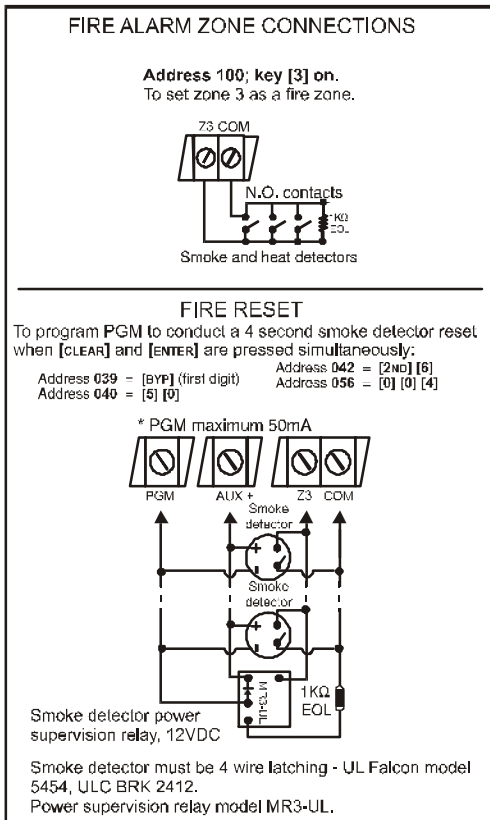 FIRE ALARM ZONE CONNECTIONS
Address 100; key [3] on.
To set zone 3 as a fire zone.
Z3 COM
N.O. contacts
1KΩ
EOL
Smoke and heat detectors
FIRE RESET
To program PGM to conduct a 4 second smoke detector reset
when [CLEAR] and [ENTER] are pressed simultaneously:
Address 039 = [BYP] (first digit)
Address 040 = [5] [0]
Address 042 = [2ND] [6]
Address 056 = [0] [0] [4]
* PGM maximum 50mA
PGM AUX + Z3 COM
Smoke
detector
+
-
Smoke
detector
+
-
MR3-UL
1KΩ
EOL
Smoke detector power
supervision relay, 12VDC
Smoke detector must be 4 wire latching - UL Falcon model
5454, ULC BRK 2412.
Power supervision relay model MR3-UL.